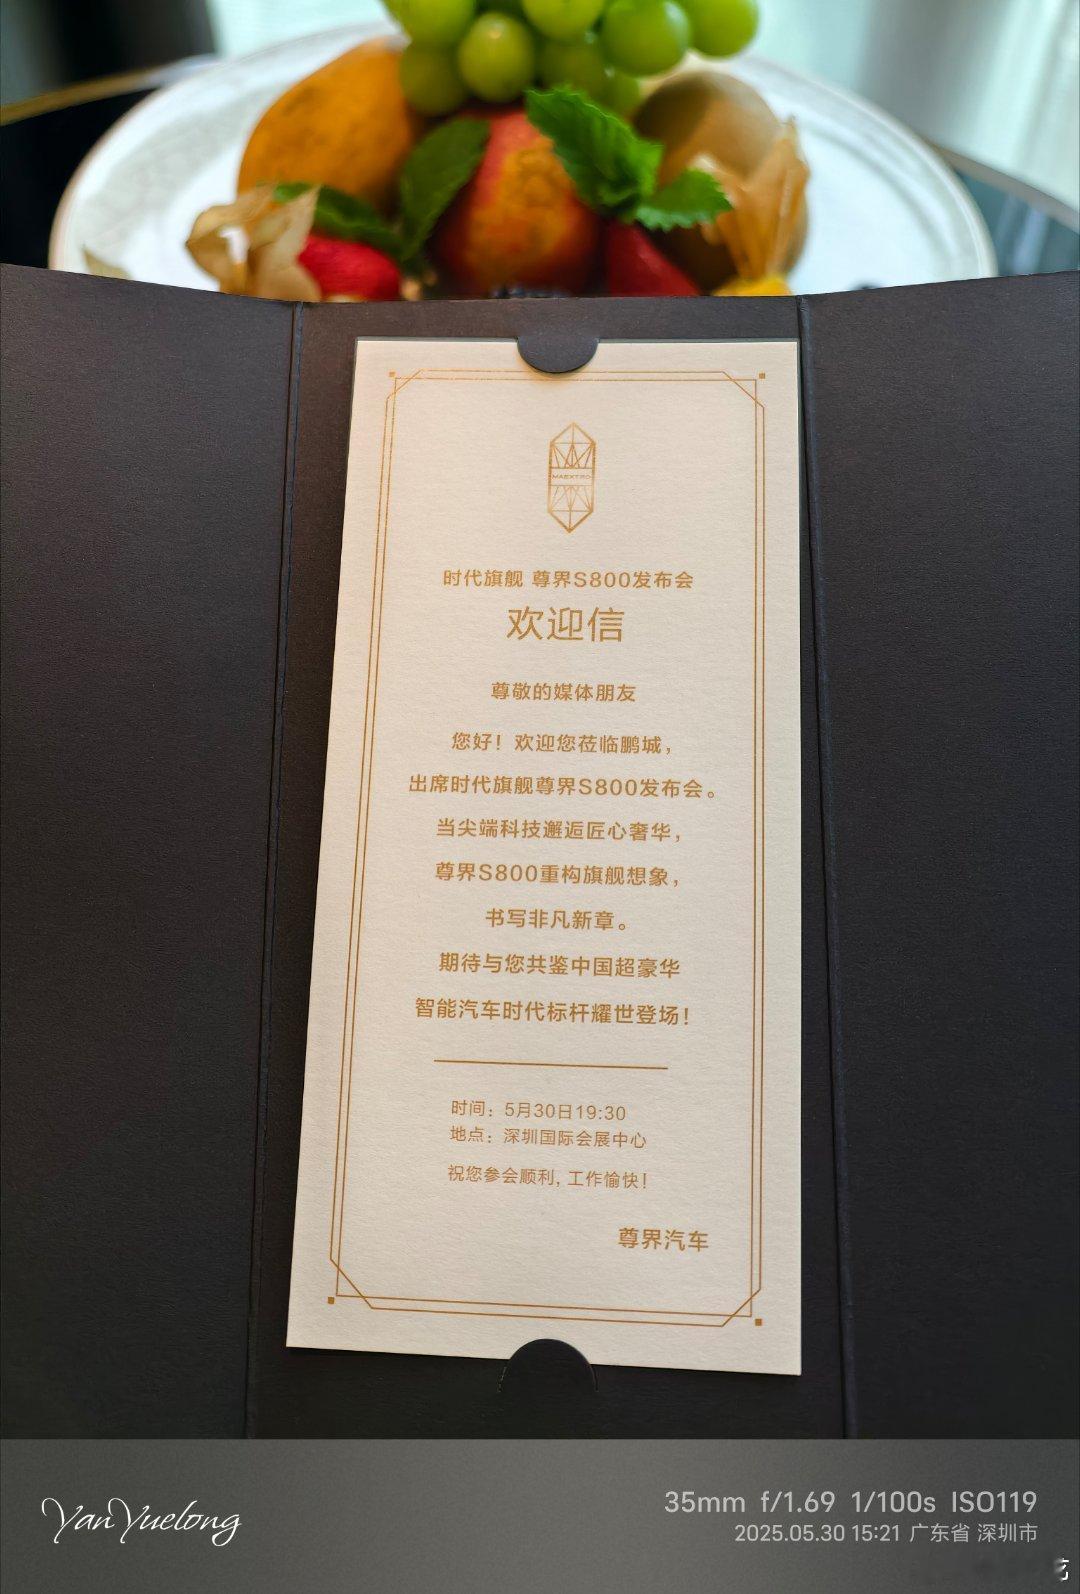 MAEXTRO
时代旗舰 尊界S800发布会
欢迎信
尊敬的媒体朋友
您好！欢迎您莅临鹏城，
出席时代旗舰尊界S800发布会。
当尖端科技邂逅匠心奢华，
尊界S800重构旗舰想象，
书写非凡新章。
期待与您共鉴中国超豪华
智能汽车时代标杆耀世登场！
时间：5月30日19:30
地点：深圳国际会展中心
祝您参会顺利，工作愉快！
尊界汽车
YanYuelong
35mm f/1.69 1/100s ISO119
2025.05.30 15:21 广东省 深圳市